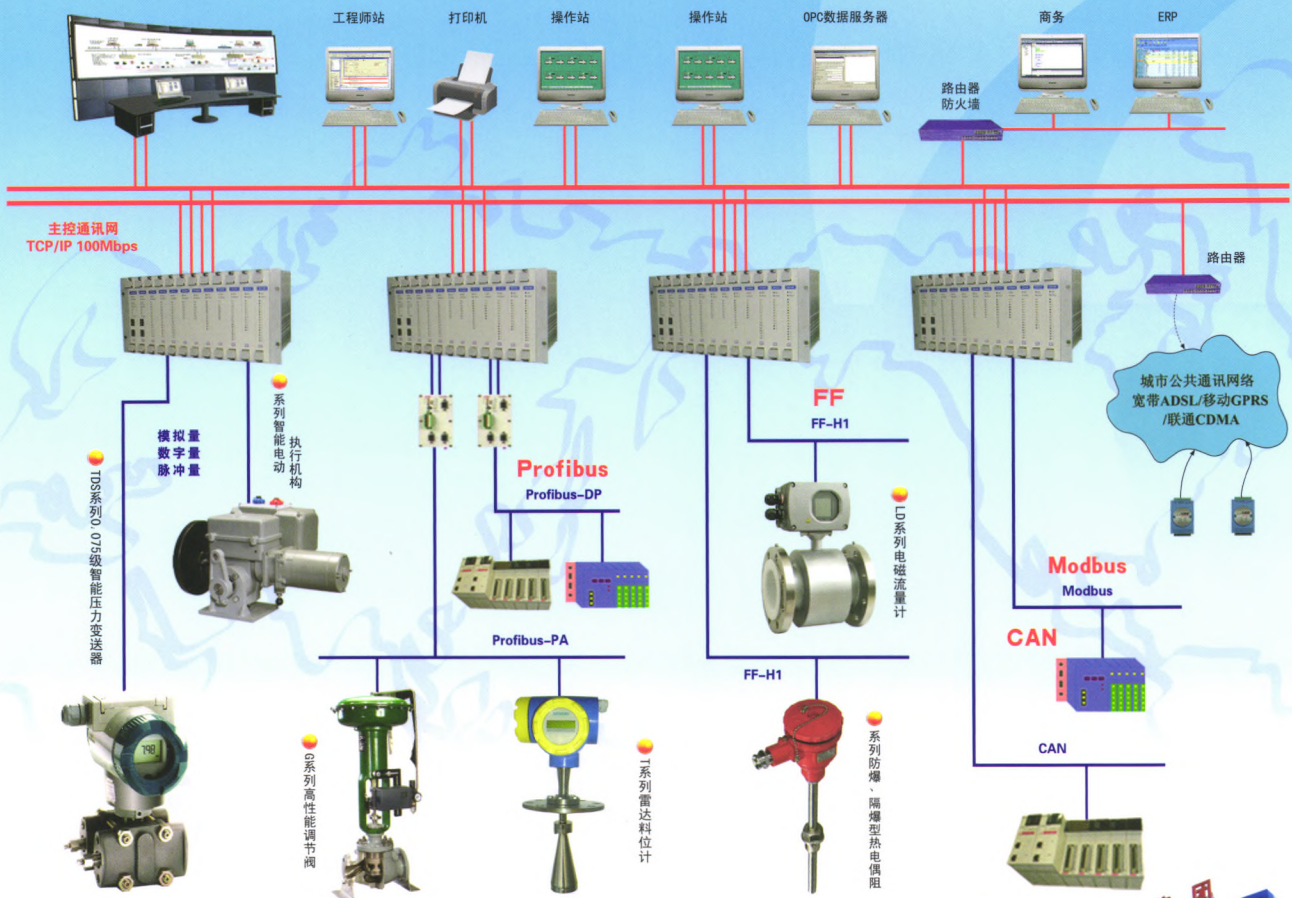 工程师站
打印机
操作站
操作站
OPC数据服务器
商务
ERP
路由器
防火墙
主控通讯网
TCP/IP 100Mbps
路由器
城市公共通讯网络
宽带ADSL/移动GPRS
/联通CDMA
模拟量
数字量
脉冲量
系列智能电动
执行机构
TDS系列0.075级智能压力变送器
Profibus
Profibus-DP
Profibus-PA
FF
FF-H1
LD系列电磁流量计
FF-H1
Modbus
Modbus
CAN
CAN
798
G系列高性能调节阀
T系列雷达料位计
系列防爆、隔爆型热电偶阻
团